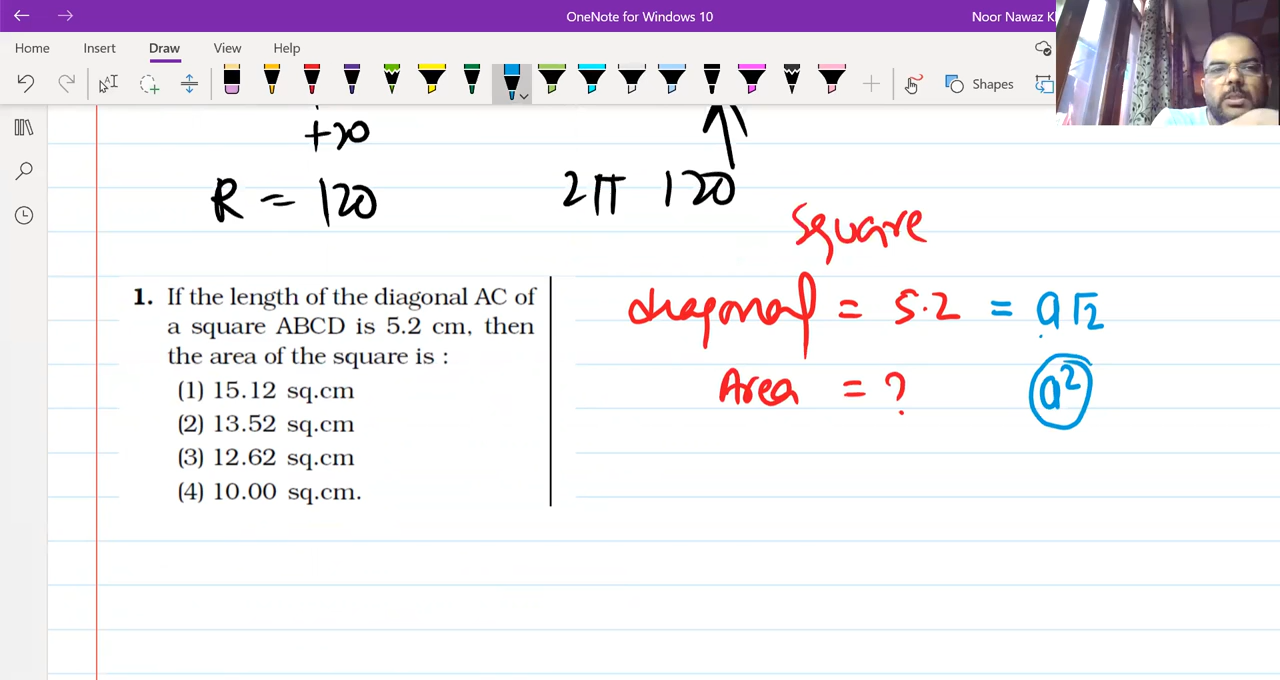 OneNote for Windows 10
Noor Nawaz K
Home Insert Draw View Help
Shapes
+20
R = 120
2π 120
Square
1. If the length of the diagonal AC of
a square ABCD is 5.2 cm, then
the area of the square is :
(1) 15.12 sq.cm
(2) 13.52 sq.cm
(3) 12.62 sq.cm
(4) 10.00 sq.cm.
diagonal = 5.2 = a√2
Area = ? a²